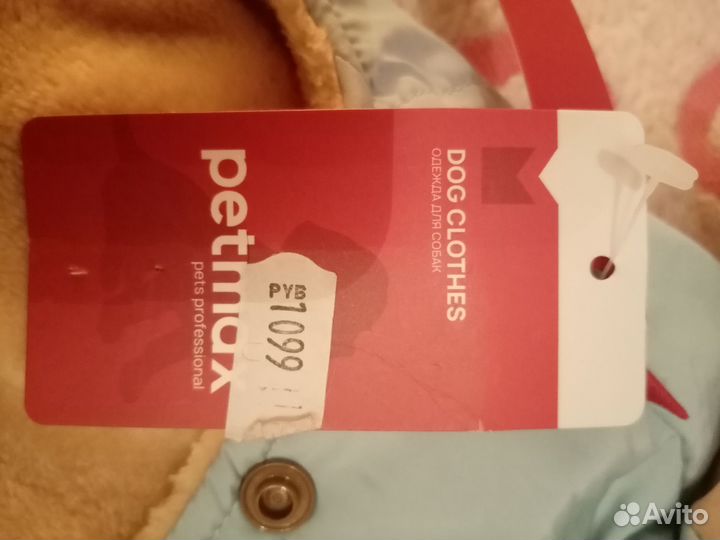 DOG CLOTHES
ОДЕЖДА ДЛЯ СОБАК
petmax
pets professional
РУБ
1099
Avito